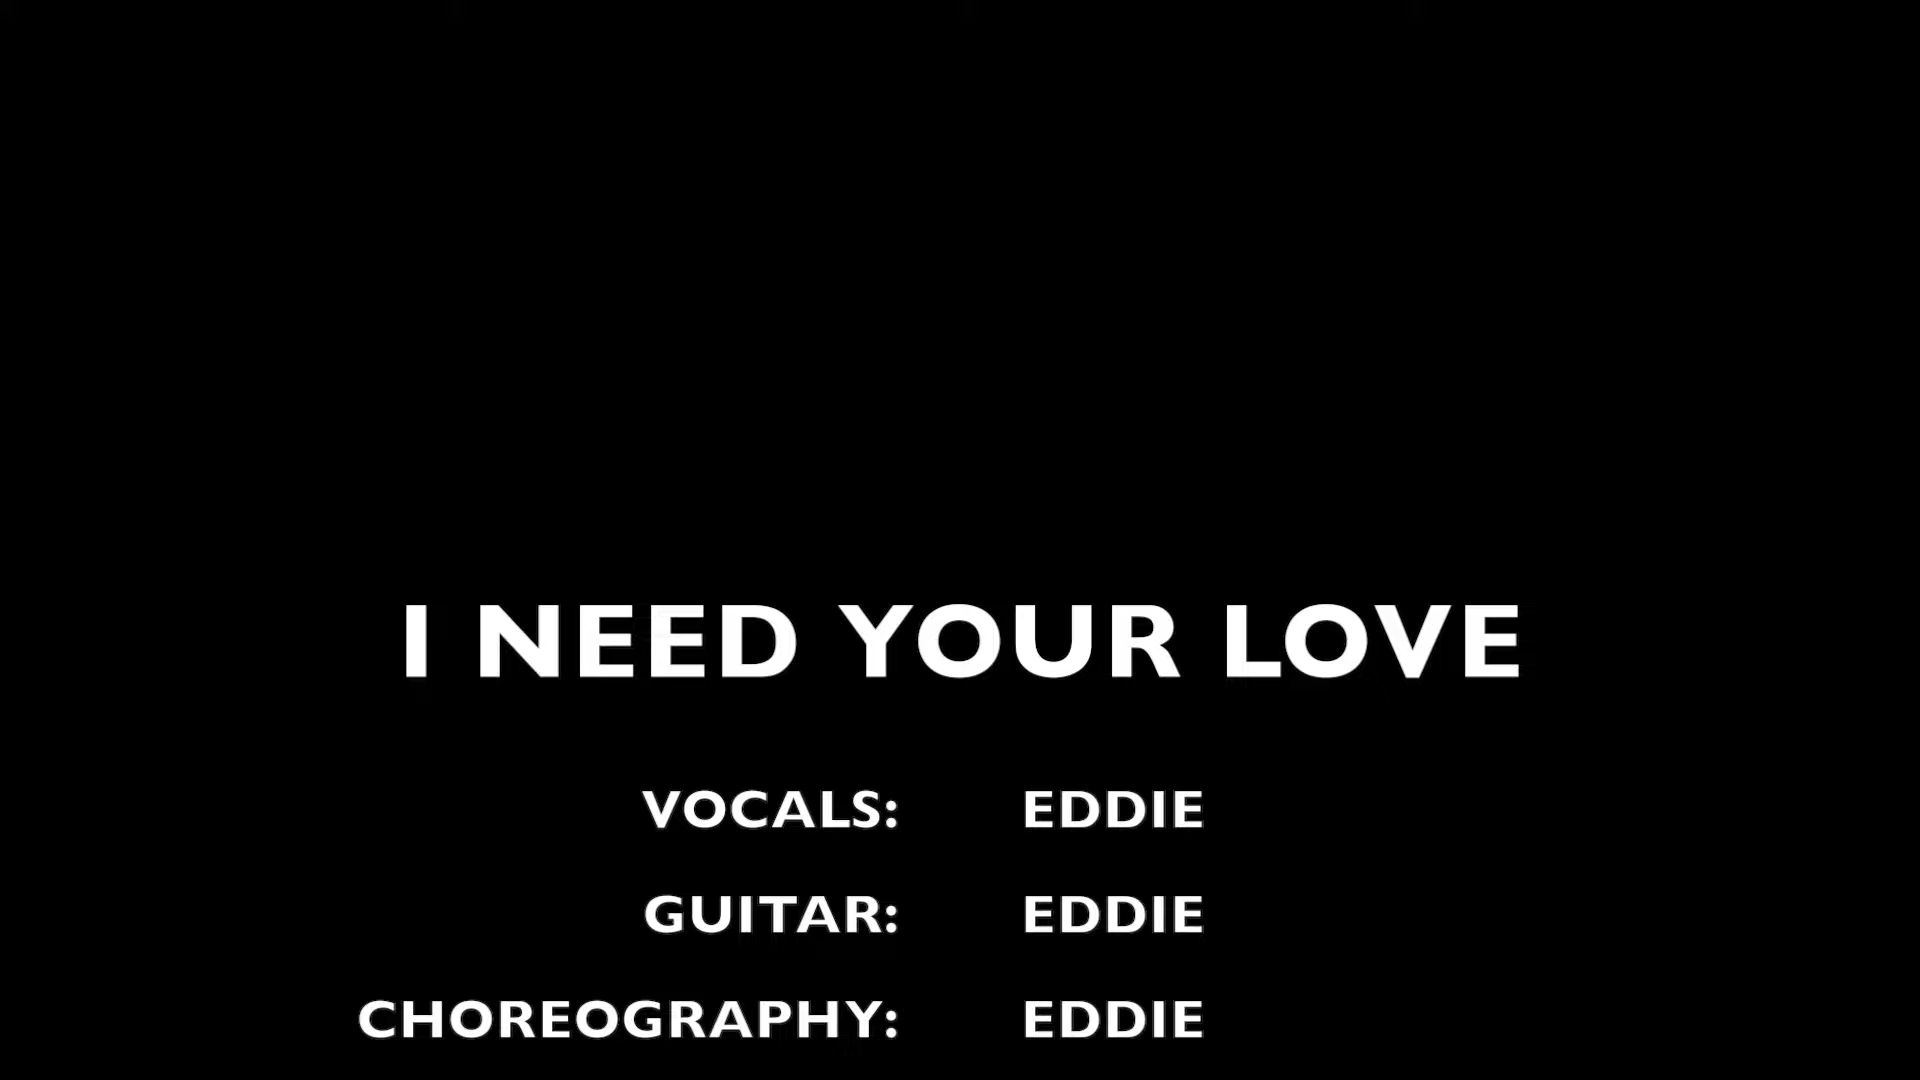 I NEED YOUR LOVE
VOCALS: EDDIE
GUITAR: EDDIE
CHOREOGRAPHY: EDDIE